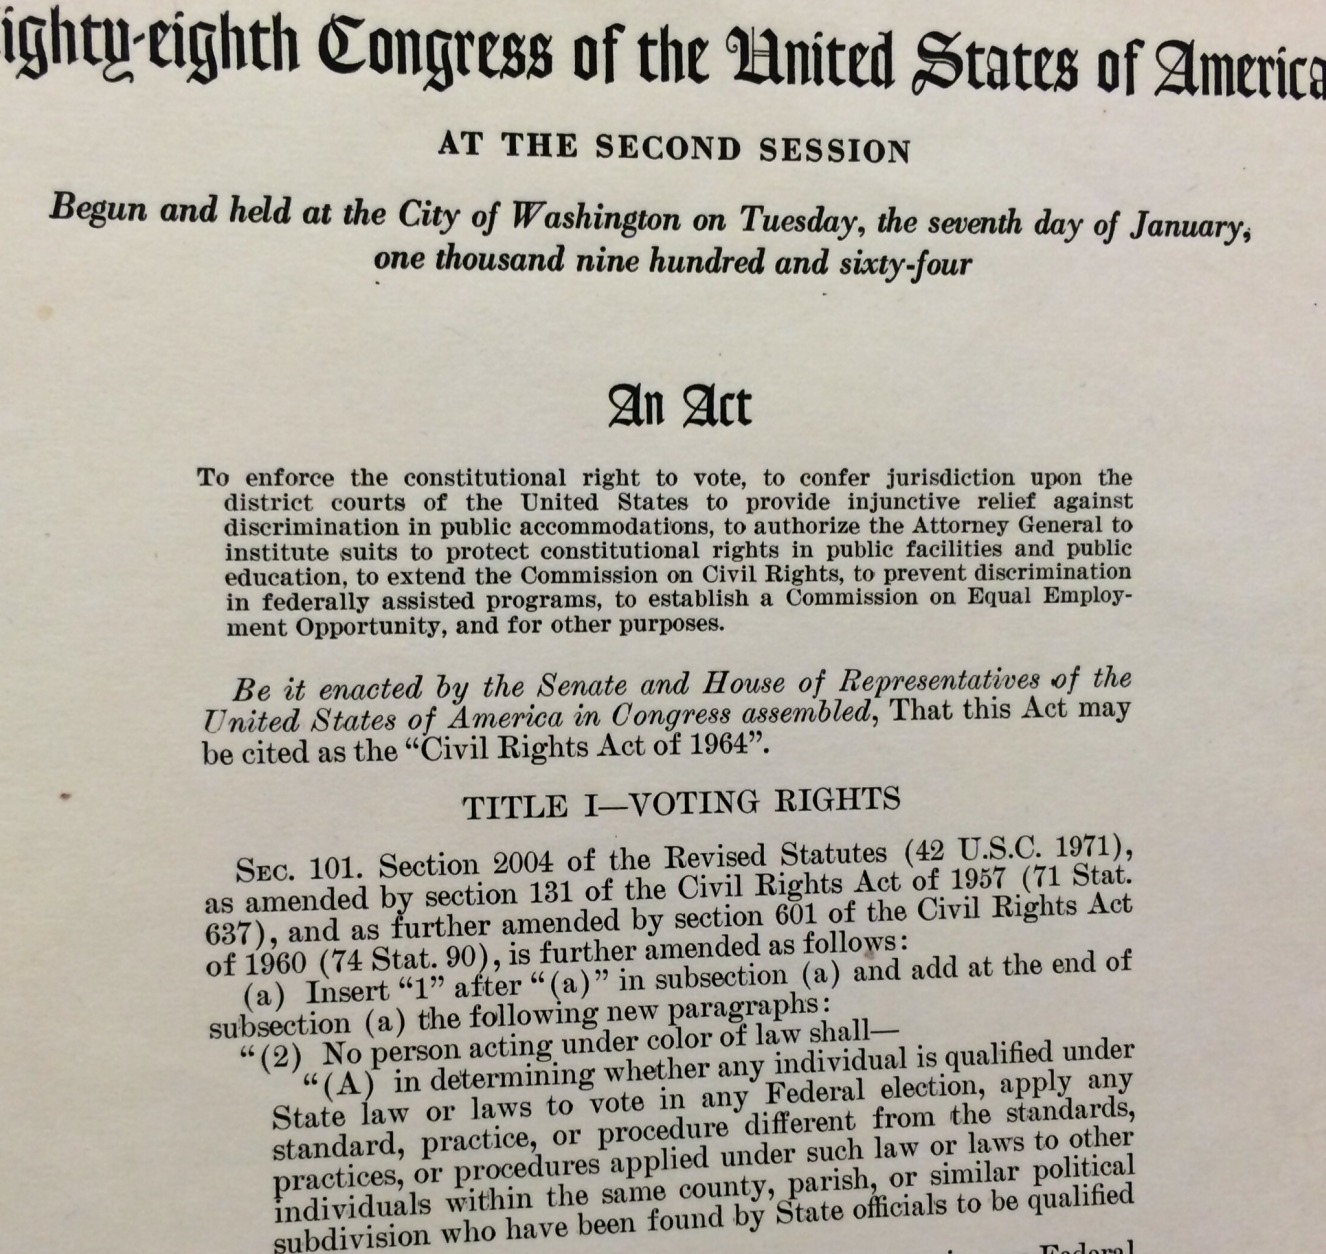 ighty-eighth Congress of the United States of America
AT THE SECOND SESSION
Begun and held at the City of Washington on Tuesday, the seventh day of January,
one thousand nine hundred and sixty-four
An Act
To enforce the constitutional right to vote, to confer jurisdiction upon the
district courts of the United States to provide injunctive relief against
discrimination in public accommodations, to authorize the Attorney General to
institute suits to protect constitutional rights in public facilities and public
education, to extend the Commission on Civil Rights, to prevent discrimination
in federally assisted programs, to establish a Commission on Equal Employ-
ment Opportunity, and for other purposes.
Be it enacted by the Senate and House of Representatives of the
United States of America in Congress assembled, That this Act may
be cited as the “Civil Rights Act of 1964”.
TITLE I—VOTING RIGHTS
SEC. 101. Section 2004 of the Revised Statutes (42 U.S.C. 1971),
as amended by section 131 of the Civil Rights Act of 1957 (71 Stat.
637), and as further amended by section 601 of the Civil Rights Act
of 1960 (74 Stat. 90), is further amended as follows:
(a) Insert “1” after “(a)” in subsection (a) and add at the end of
subsection (a) the following new paragraphs:
“(2) No person acting under color of law shall—
“(A) in determining whether any individual is qualified under
State law or laws to vote in any Federal election, apply any
standard, practice, or procedure different from the standards,
practices, or procedures applied under such law or laws to other
individuals within the same county, parish, or similar political
subdivision who have been found by State officials to be qualified
Federal